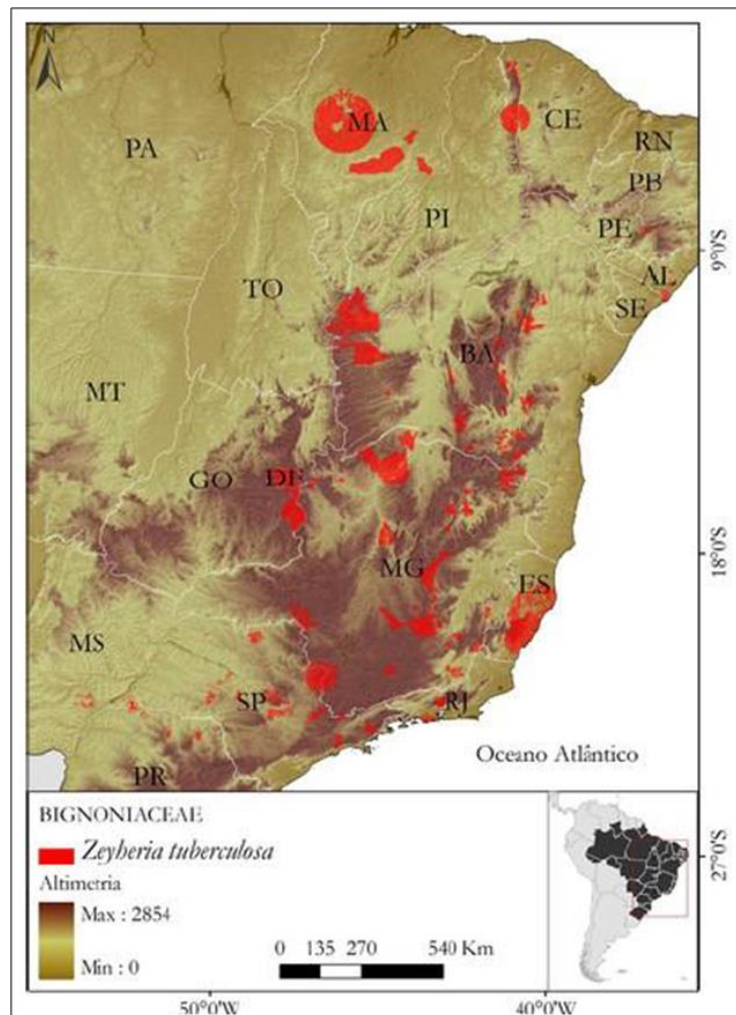 N
MA
CE
PA
RN
PB
PI
PE
9°0'S
TO
AL
SE
BA
MT
GO
DF
18°0'S
MG
ES
MS
SP
RJ
Oceano Atlântico
PR
BIGNONIACEAE
Zeyheria tuberculosa
27°0'S
Altimetria
Max : 2854
0 135 270 540 Km
Min : 0
50°0'W 40°0'W